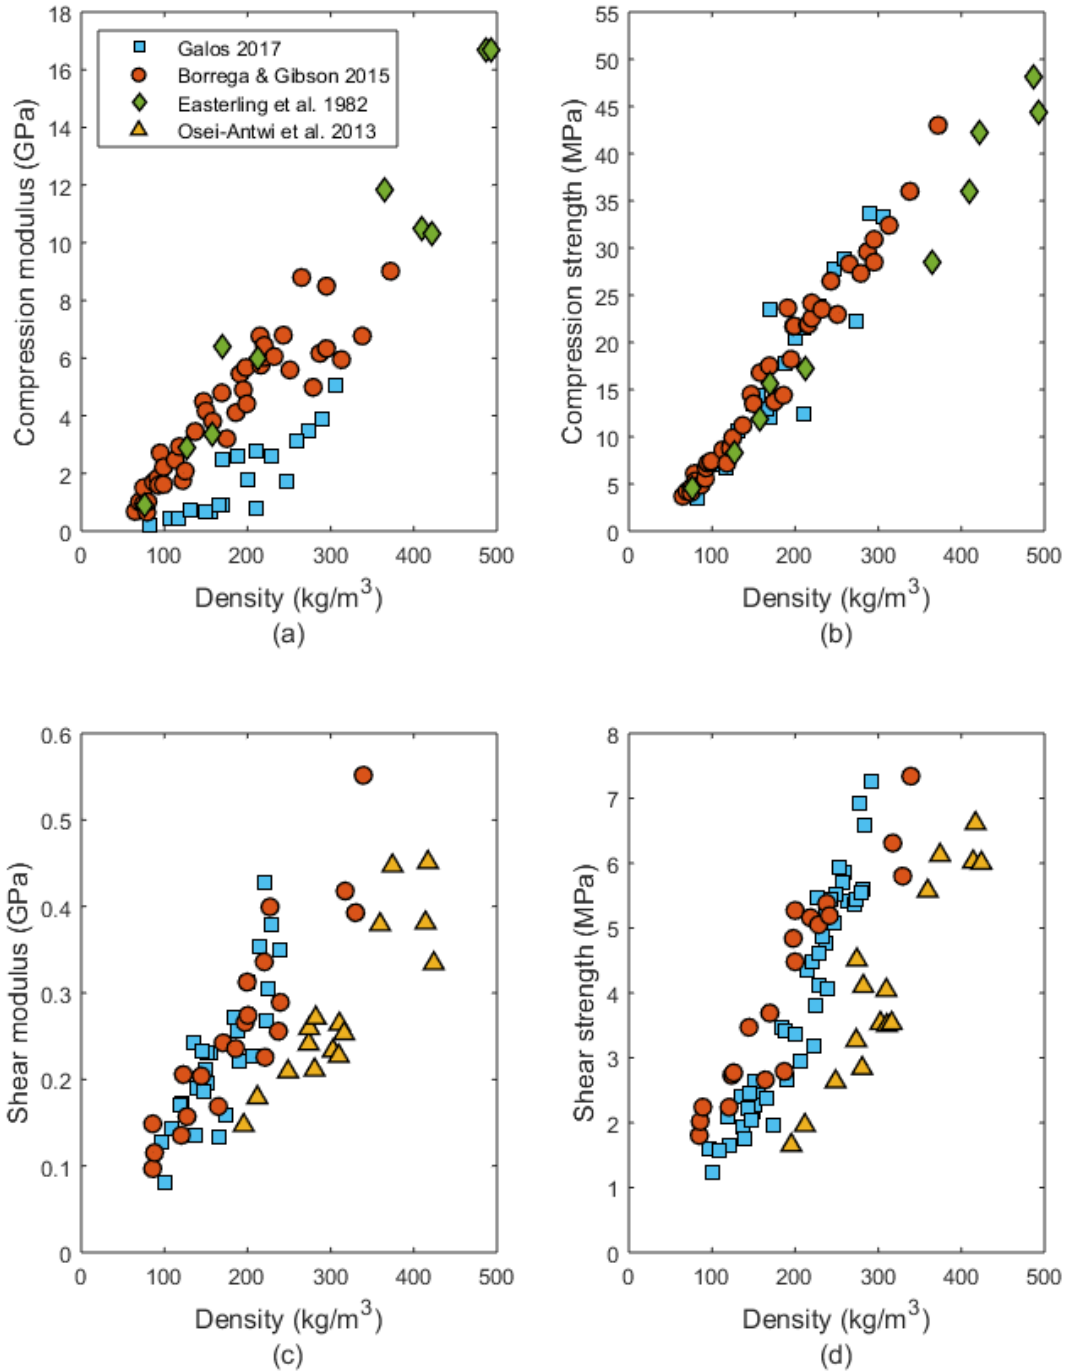 18
16
14
12
10
8
6
4
2
0
Compression modulus (GPa)
Galos 2017
Borrega & Gibson 2015
Easterling et al. 1982
Osei-Antwi et al. 2013
0 100 200 300 400 500
Density (kg/m³)
(a)
55
50
45
40
35
30
25
20
15
10
5
0
Compression strength (MPa)
0 100 200 300 400 500
Density (kg/m³)
(b)
0.6
0.5
0.4
0.3
0.2
0.1
0
Shear modulus (GPa)
0 100 200 300 400 500
Density (kg/m³)
(c)
8
7
6
5
4
3
2
1
0
Shear strength (MPa)
0 100 200 300 400 500
Density (kg/m³)
(d)